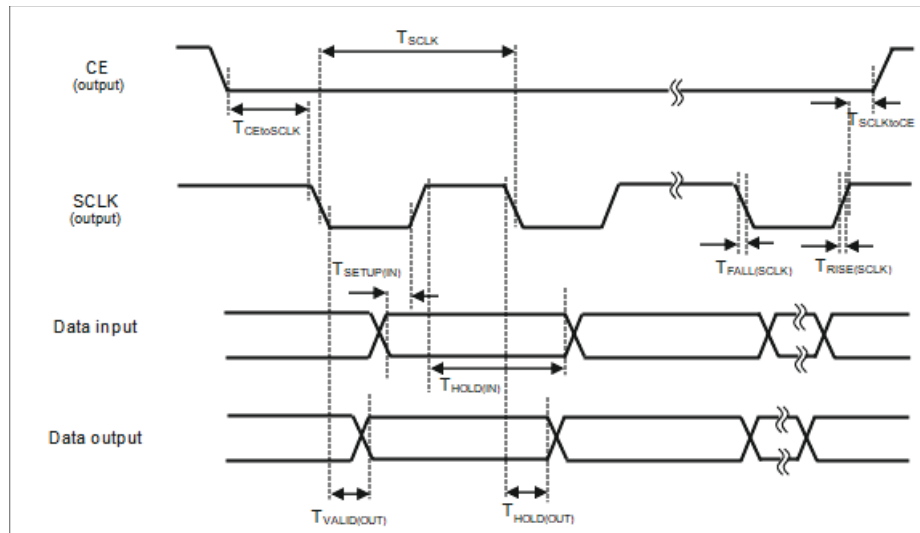 CE
(output)
TSCLK
TCEtoSCLK
TSCLKtoCE
SCLK
(output)
TSETUP(IN)
TFALL(SCLK)
TRISE(SCLK)
Data input
THOLD(IN)
Data output
TVALID(OUT)
THOLD(OUT)